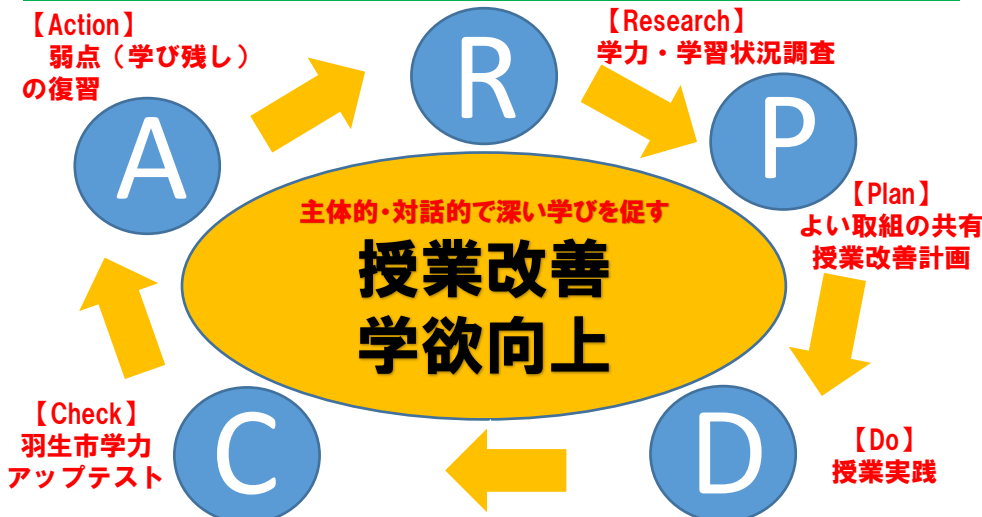 【Action】
弱点（学び残し）
の復習
A
R
【Research】
学力・学習状況調査
P
【Plan】
よい取組の共有
授業改善計画
主体的・対話的で深い学びを促す
授業改善
学欲向上
D
【Do】
授業実践
C
【Check】
羽生市学力
アップテスト